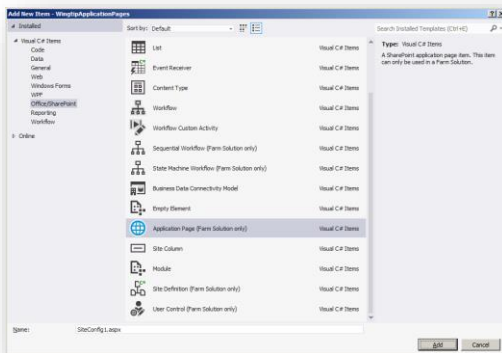 Add New Item - WingtipApplicationPages
Installed
Sort by: Default
Search Installed Templates (Ctrl+E)
Visual C# Items
Code
Data
General
Web
Windows Forms
WPF
Office/SharePoint
Reporting
Workflow
Online
List Visual C# Items
Event Receiver Visual C# Items
Content Type Visual C# Items
Workflow Visual C# Items
Workflow Custom Activity Visual C# Items
Sequential Workflow (Farm Solution only) Visual C# Items
State Machine Workflow (Farm Solution only) Visual C# Items
Business Data Connectivity Model Visual C# Items
Empty Element Visual C# Items
Application Page (Farm Solution only) Visual C# Items
Site Column Visual C# Items
Module Visual C# Items
Site Definition (Farm Solution only) Visual C# Items
User Control (Farm Solution only) Visual C# Items
Type: Visual C# Items
A SharePoint application page item. This item
can only be used in a Farm Solution.
Name: SiteConfig1.aspx
Add Cancel